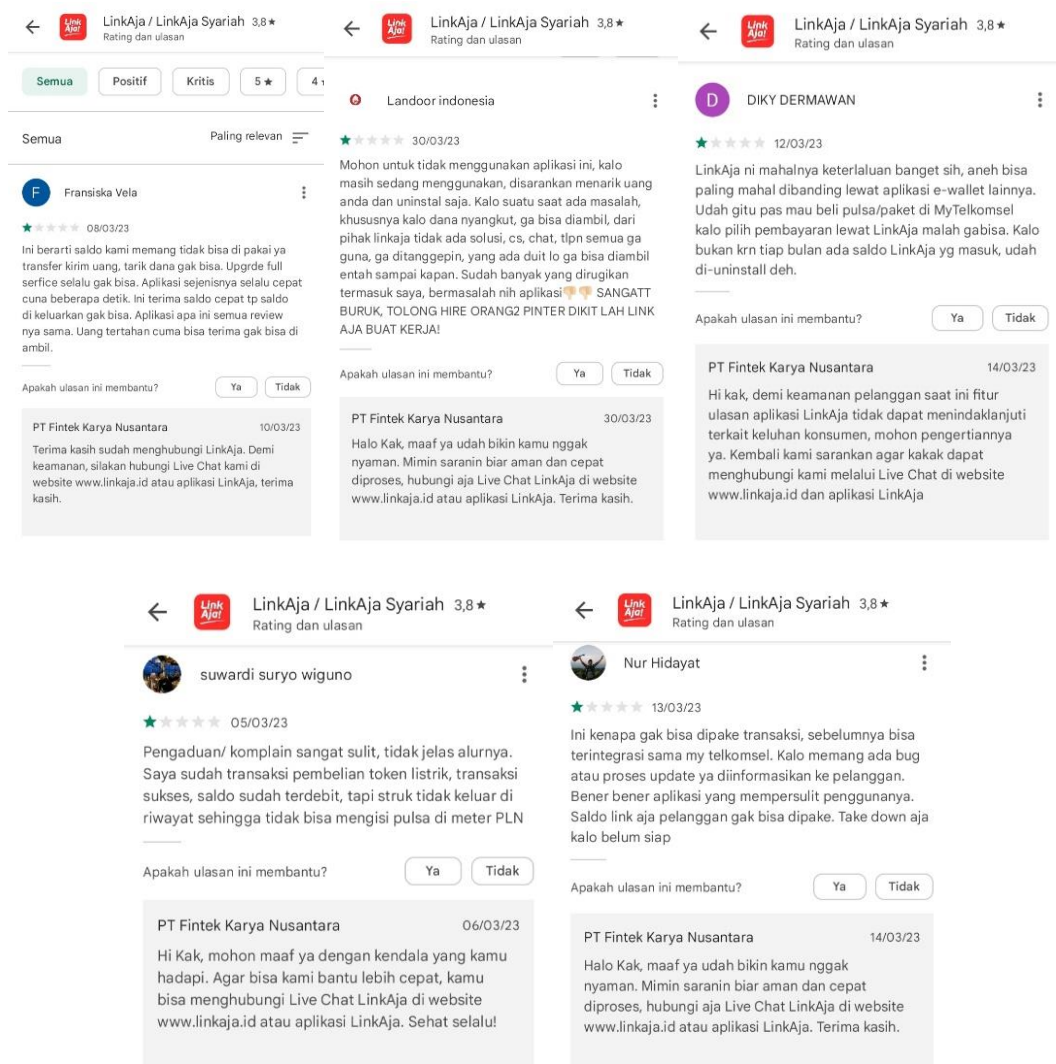 LinkAja / LinkAja Syariah 3,8★
Rating dan ulasan
Semua Positif Kritis 5 ★ 4
Semua Paling relevan
F Fransiska Vela
08/03/23
Ini berarti saldo kami memang tidak bisa di pakai ya
transfer kirim uang, tarik dana gak bisa. Upgrde full
serfice selalu gak bisa. Aplikasi sejenisnya selalu cepat
cuna beberapa detik. Ini terima saldo cepat tp saldo
di keluarkan gak bisa. Aplikasi apa ini semua review
nya sama. Uang tertahan cuma bisa terima gak bisa di
ambil.
Apakah ulasan ini membantu? Ya Tidak
PT Fintek Karya Nusantara 10/03/23
Terima kasih sudah menghubungi LinkAja. Demi
keamanan, silakan hubungi Live Chat kami di
website www.linkaja.id atau aplikasi LinkAja, terima
kasih.
LinkAja / LinkAja Syariah 3,8★
Rating dan ulasan
Landoor indonesia
30/03/23
Mohon untuk tidak menggunakan aplikasi ini, kalo
masih sedang menggunakan, disarankan menarik uang
anda dan uninstal saja. Kalo suatu saat ada masalah,
khususnya kalo dana nyangkut, ga bisa diambil, dari
pihak linkaja tidak ada solusi, cs, chat, tlpn semua ga
guna, ga ditanggepin, yang ada duit lo ga bisa diambil
entah sampai kapan. Sudah banyak yang dirugikan
termasuk saya, bermasalah nih aplikasi👎🏼👎🏼 SANGATT
BURUK, TOLONG HIRE ORANG2 PINTER DIKIT LAH LINK
AJA BUAT KERJA!
Apakah ulasan ini membantu? Ya Tidak
PT Fintek Karya Nusantara 30/03/23
Halo Kak, maaf ya udah bikin kamu nggak
nyaman. Mimin saranin biar aman dan cepat
diproses, hubungi aja Live Chat LinkAja di website
www.linkaja.id atau aplikasi LinkAja. Terima kasih.
LinkAja / LinkAja Syariah 3,8★
Rating dan ulasan
D DIKY DERMAWAN
12/03/23
LinkAja ni mahalnya keterlaluan banget sih, aneh bisa
paling mahal dibanding lewat aplikasi e-wallet lainnya.
Udah gitu pas mau beli pulsa/paket di MyTelkomsel
kalo pilih pembayaran lewat LinkAja malah gabisa. Kalo
bukan krn tiap bulan ada saldo LinkAja yg masuk, udah
di-uninstall deh.
Apakah ulasan ini membantu? Ya Tidak
PT Fintek Karya Nusantara 14/03/23
Hi kak, demi keamanan pelanggan saat ini fitur
ulasan aplikasi LinkAja tidak dapat menindaklanjuti
terkait keluhan konsumen, mohon pengertiannya
ya. Kembali kami sarankan agar kakak dapat
menghubungi kami melalui Live Chat di website
www.linkaja.id dan aplikasi LinkAja
LinkAja / LinkAja Syariah 3,8★
Rating dan ulasan
suwardi suryo wiguno
05/03/23
Pengaduan/ komplain sangat sulit, tidak jelas alurnya.
Saya sudah transaksi pembelian token listrik, transaksi
sukses, saldo sudah terdebit, tapi struk tidak keluar di
riwayat sehingga tidak bisa mengisi pulsa di meter PLN
Apakah ulasan ini membantu? Ya Tidak
PT Fintek Karya Nusantara 06/03/23
Hi Kak, mohon maaf ya dengan kendala yang kamu
hadapi. Agar bisa kami bantu lebih cepat, kamu
bisa menghubungi Live Chat LinkAja di website
www.linkaja.id atau aplikasi LinkAja. Sehat selalu!
LinkAja / LinkAja Syariah 3,8★
Rating dan ulasan
Nur Hidayat
13/03/23
Ini kenapa gak bisa dipake transaksi, sebelumnya bisa
terintegrasi sama my telkomsel. Kalo memang ada bug
atau proses update ya diinformasikan ke pelanggan.
Bener bener aplikasi yang mempersulit penggunanya.
Saldo link aja pelanggan gak bisa dipake. Take down aja
kalo belum siap
Apakah ulasan ini membantu? Ya Tidak
PT Fintek Karya Nusantara 14/03/23
Halo Kak, maaf ya udah bikin kamu nggak
nyaman. Mimin saranin biar aman dan cepat
diproses, hubungi aja Live Chat LinkAja di website
www.linkaja.id atau aplikasi LinkAja. Terima kasih.